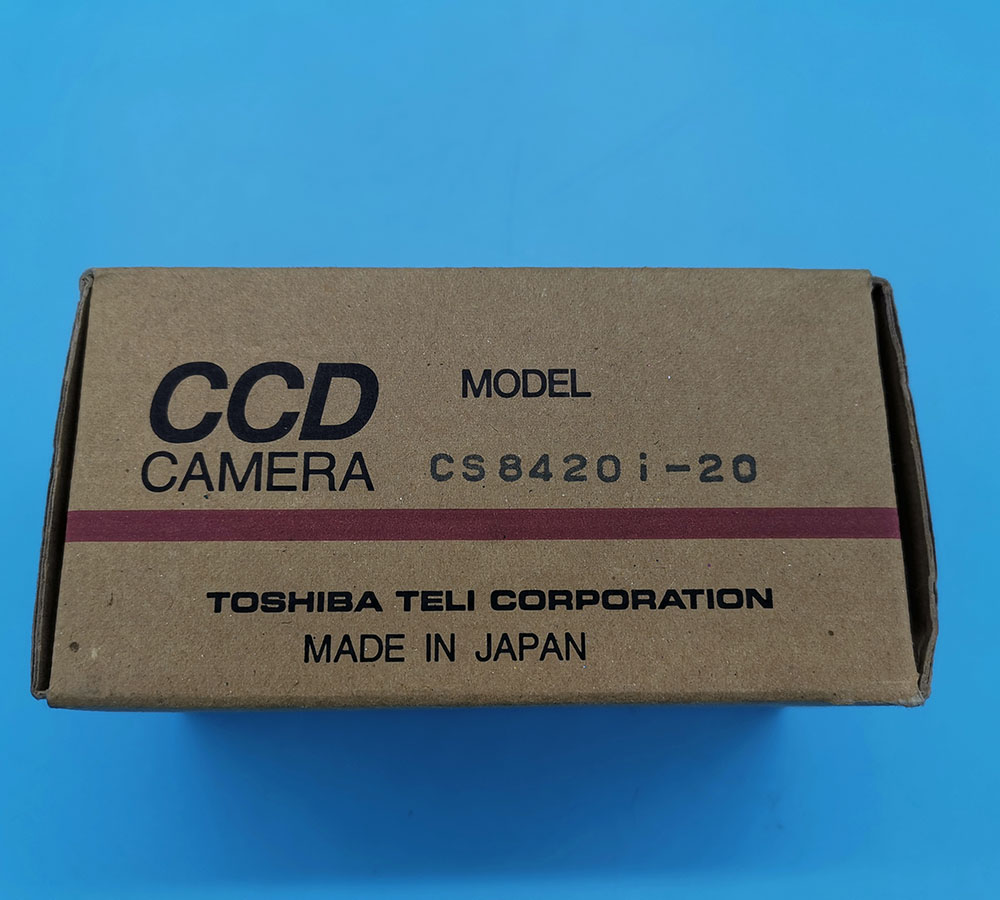 CCD
CAMERA
MODEL
CS8420i-20
TOSHIBA TELI CORPORATION
MADE IN JAPAN